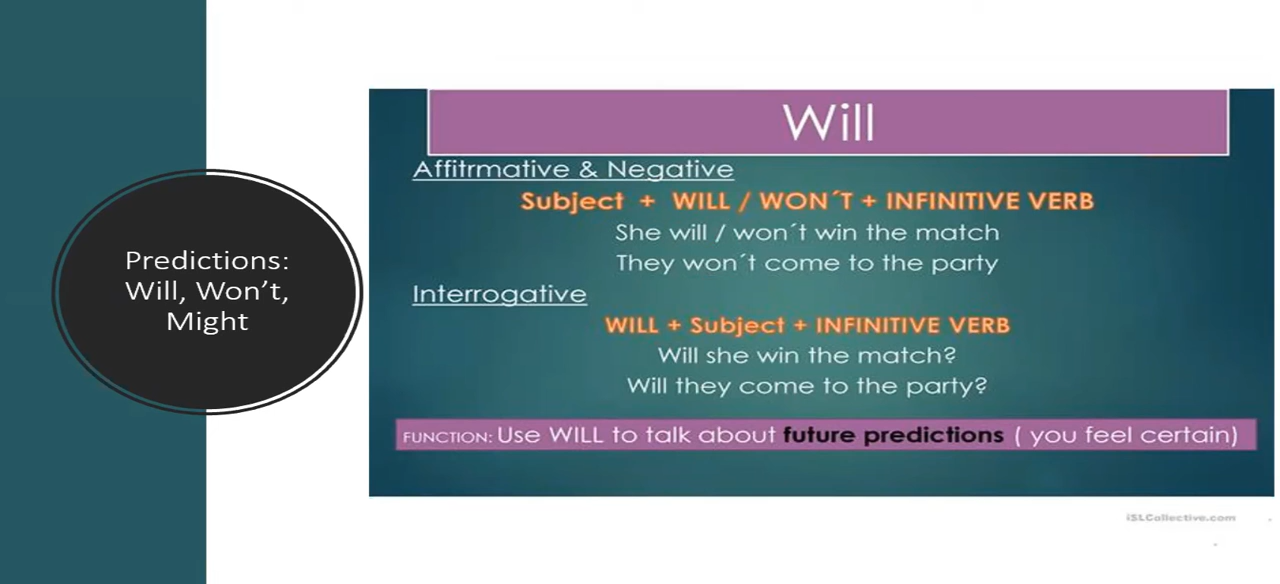 Predictions:
Will, Won't,
Might
Will
Affitrmative & Negative
Subject + WILL / WON´T + INFINITIVE VERB
She will / won´t win the match
They won´t come to the party
Interrogative
WILL + Subject + INFINITIVE VERB
Will she win the match?
Will they come to the party?
FUNCTION: Use WILL to talk about future predictions ( you feel certain)
iSLCollective.com